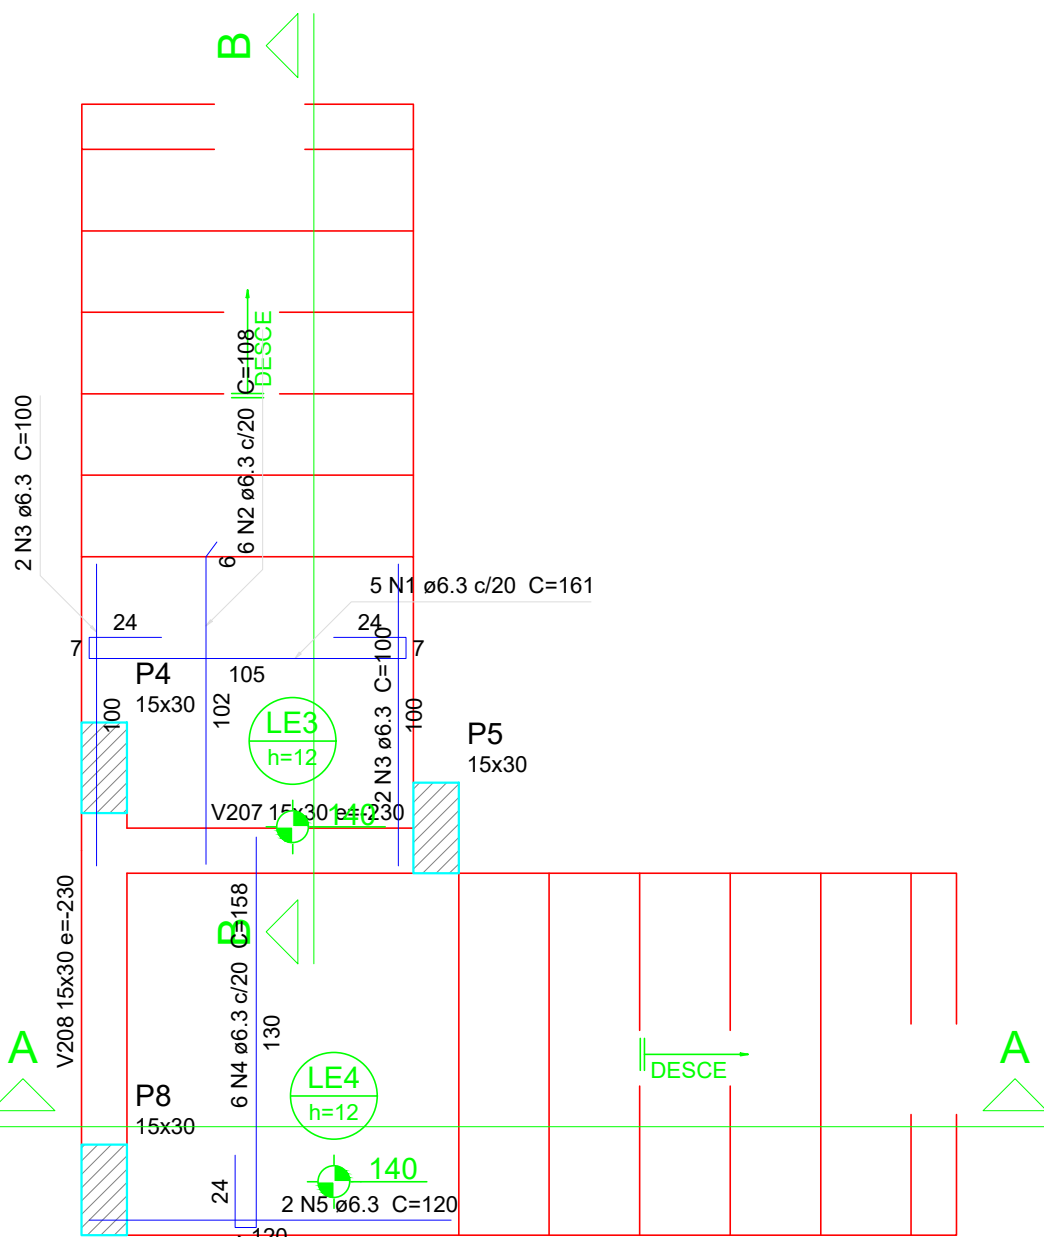 B
DESCE
6 N2 ø6.3 c/20 C=108
2 N3 ø6.3 C=100
6
5 N1 ø6.3 c/20 C=161
24
24
7
7
105
P4
15x30
100
102
2 N3 ø6.3 C=100
100
LE3
h=12
P5
15x30
V207 15x30 e=-230
140
V208 15x30 e=-230
B
6 N4 ø6.3 c/20 C=158
130
A
A
DESCE
LE4
h=12
P8
15x30
140
24
2 N5 ø6.3 C=120
120